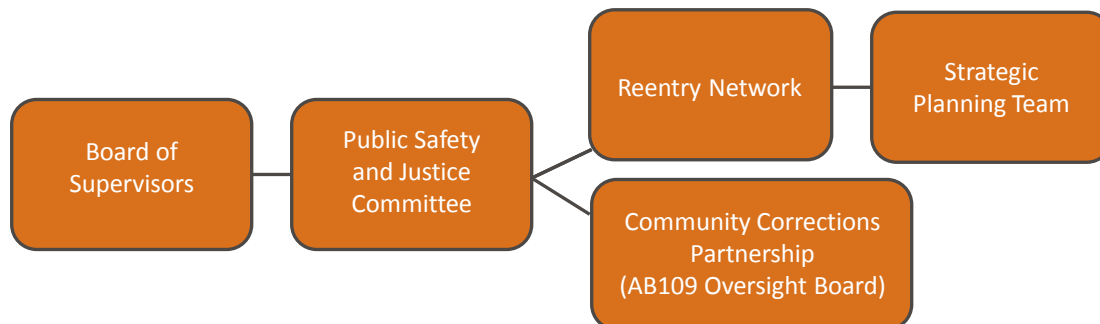 Board of
Supervisors
Public Safety
and Justice
Committee
Reentry Network
Strategic
Planning Team
Community Corrections
Partnership
(AB109 Oversight Board)